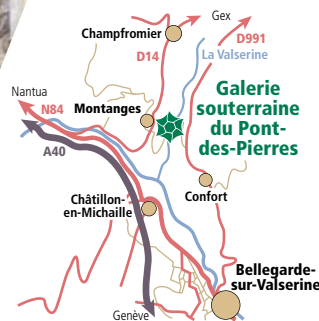 Gex
Champfromier
D991
D14
La Valserine
Nantua
N84
Montanges
Galerie
souterraine
du Pont-
des-Pierres
A40
Châtillon-
en-Michaille
Confort
Bellegarde-
sur-Valserine
Genève